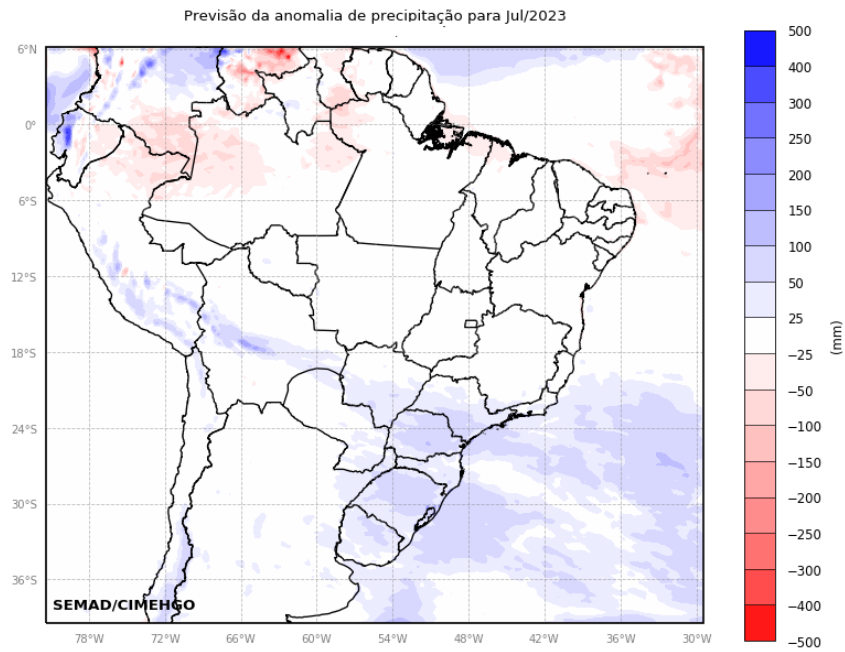 Previsão da anomalia de precipitação para Jul/2023
6°N
0°
6°S
12°S
18°S
24°S
30°S
36°S
SEMAD/CIMEHGO
78°W 72°W 66°W 60°W 54°W 48°W 42°W 36°W 30°W
500
400
300
250
200
150
100
50
25
−25
−50
−100
−150
−200
−250
−300
−400
−500
(mm)